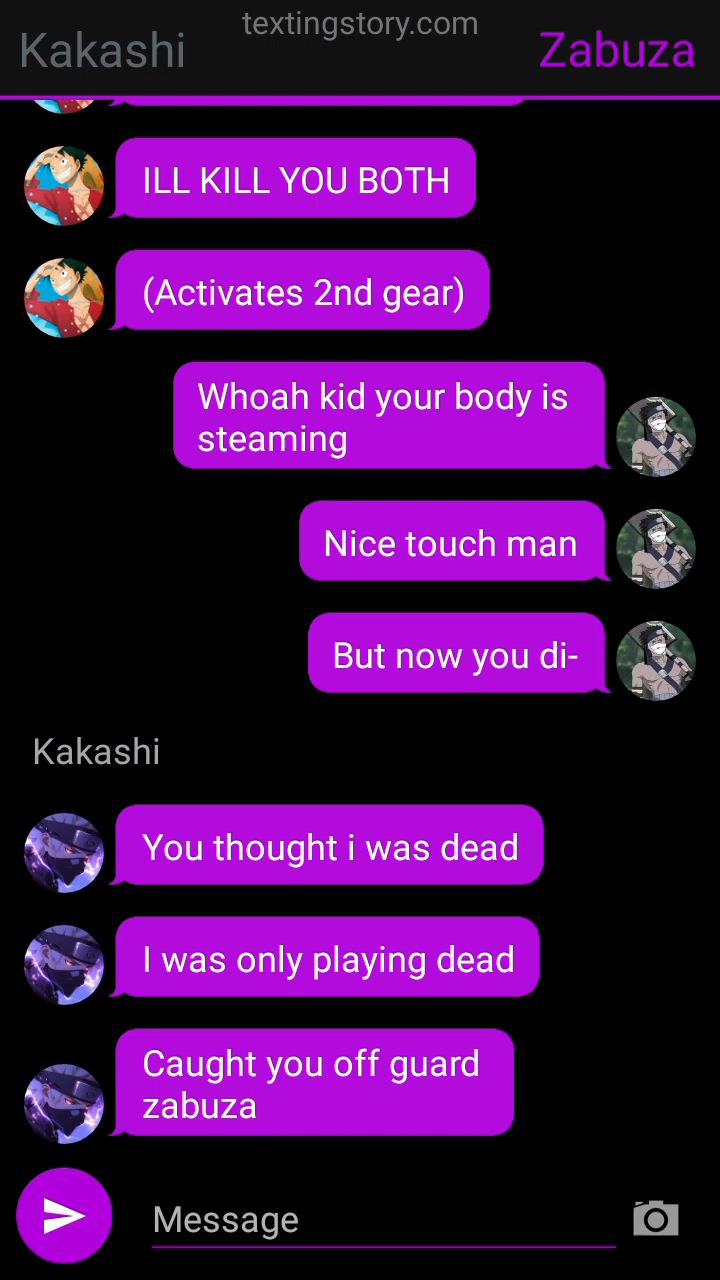 textingstory.com
Kakashi
Zabuza
ILL KILL YOU BOTH
(Activates 2nd gear)
Whoah kid your body is
steaming
Nice touch man
But now you di-
Kakashi
You thought i was dead
I was only playing dead
Caught you off guard
zabuza
Message